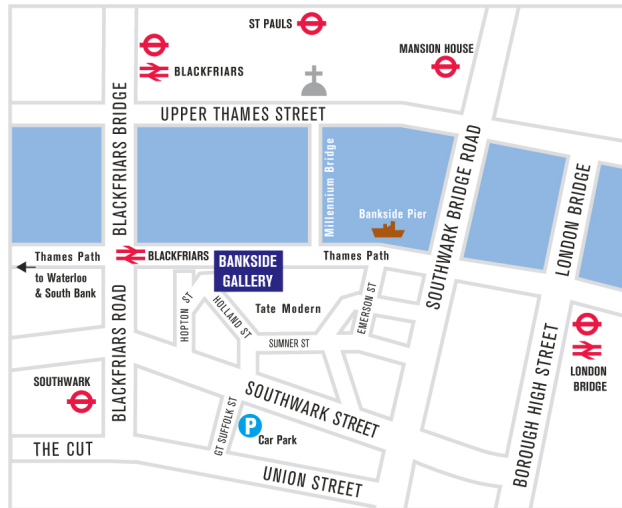 ST PAULS
MANSION HOUSE
BLACKFRIARS
UPPER THAMES STREET
BLACKFRIARS BRIDGE
Millennium Bridge
SOUTHWARK BRIDGE ROAD
LONDON BRIDGE
Bankside Pier
Thames Path
BLACKFRIARS
BANKSIDE
GALLERY
Thames Path
to Waterloo
& South Bank
HOPTON ST
HOLLAND ST
Tate Modern
EMERSON ST
SUMNER ST
BLACKFRIARS ROAD
SOUTHWARK
SOUTHWARK STREET
GT SUFFOLK ST
P
Car Park
BOROUGH HIGH STREET
LONDON
BRIDGE
THE CUT
UNION STREET